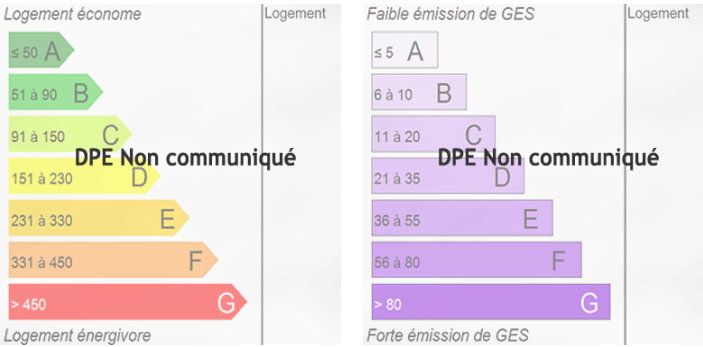 Logement économe Logement
≤ 50 A
51 à 90 B
91 à 150 C
DPE Non communiqué
151 à 230 D
231 à 330 E
331 à 450 F
> 450 G
Logement énergivore
Faible émission de GES Logement
≤ 5 A
6 à 10 B
11 à 20 C
DPE Non communiqué
21 à 35 D
36 à 55 E
56 à 80 F
> 80 G
Forte émission de GES